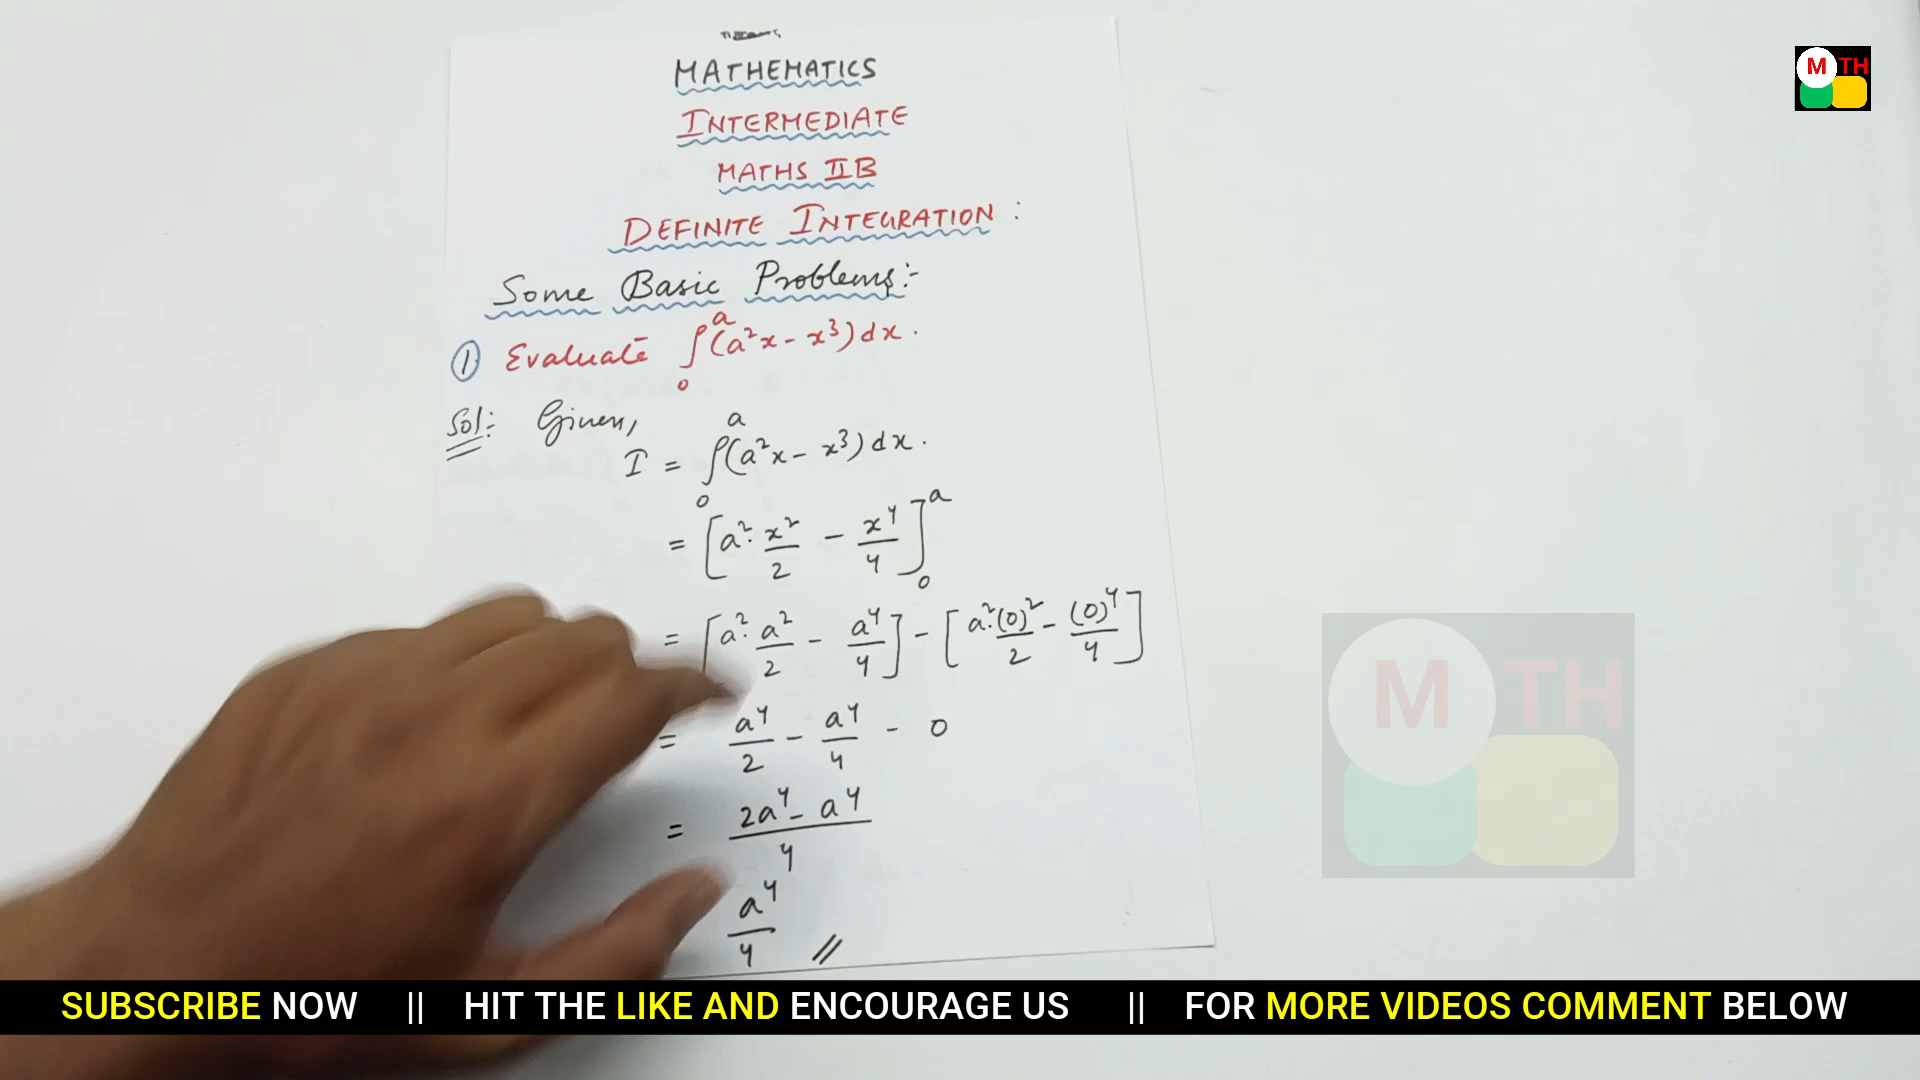 MATHEMATICS
INTERMEDIATE
MATHS IIB
DEFINITE INTEGRATION :
Some Basic Problems:-
① Evaluate ∫₀ᵃ (a²x - x³) dx.
Sol:- Given,
I = ∫₀ᵃ (a²x - x³) dx.
= [a². x²/2 - x⁴/4]₀ᵃ
= [a². a²/2 - a⁴/4] - [a².(0)²/2 - (0)⁴/4]
= a⁴/2 - a⁴/4 - 0
= (2a⁴ - a⁴)/4
a⁴/4 //
M TH
M TH
SUBSCRIBE NOW || HIT THE LIKE AND ENCOURAGE US || FOR MORE VIDEOS COMMENT BELOW